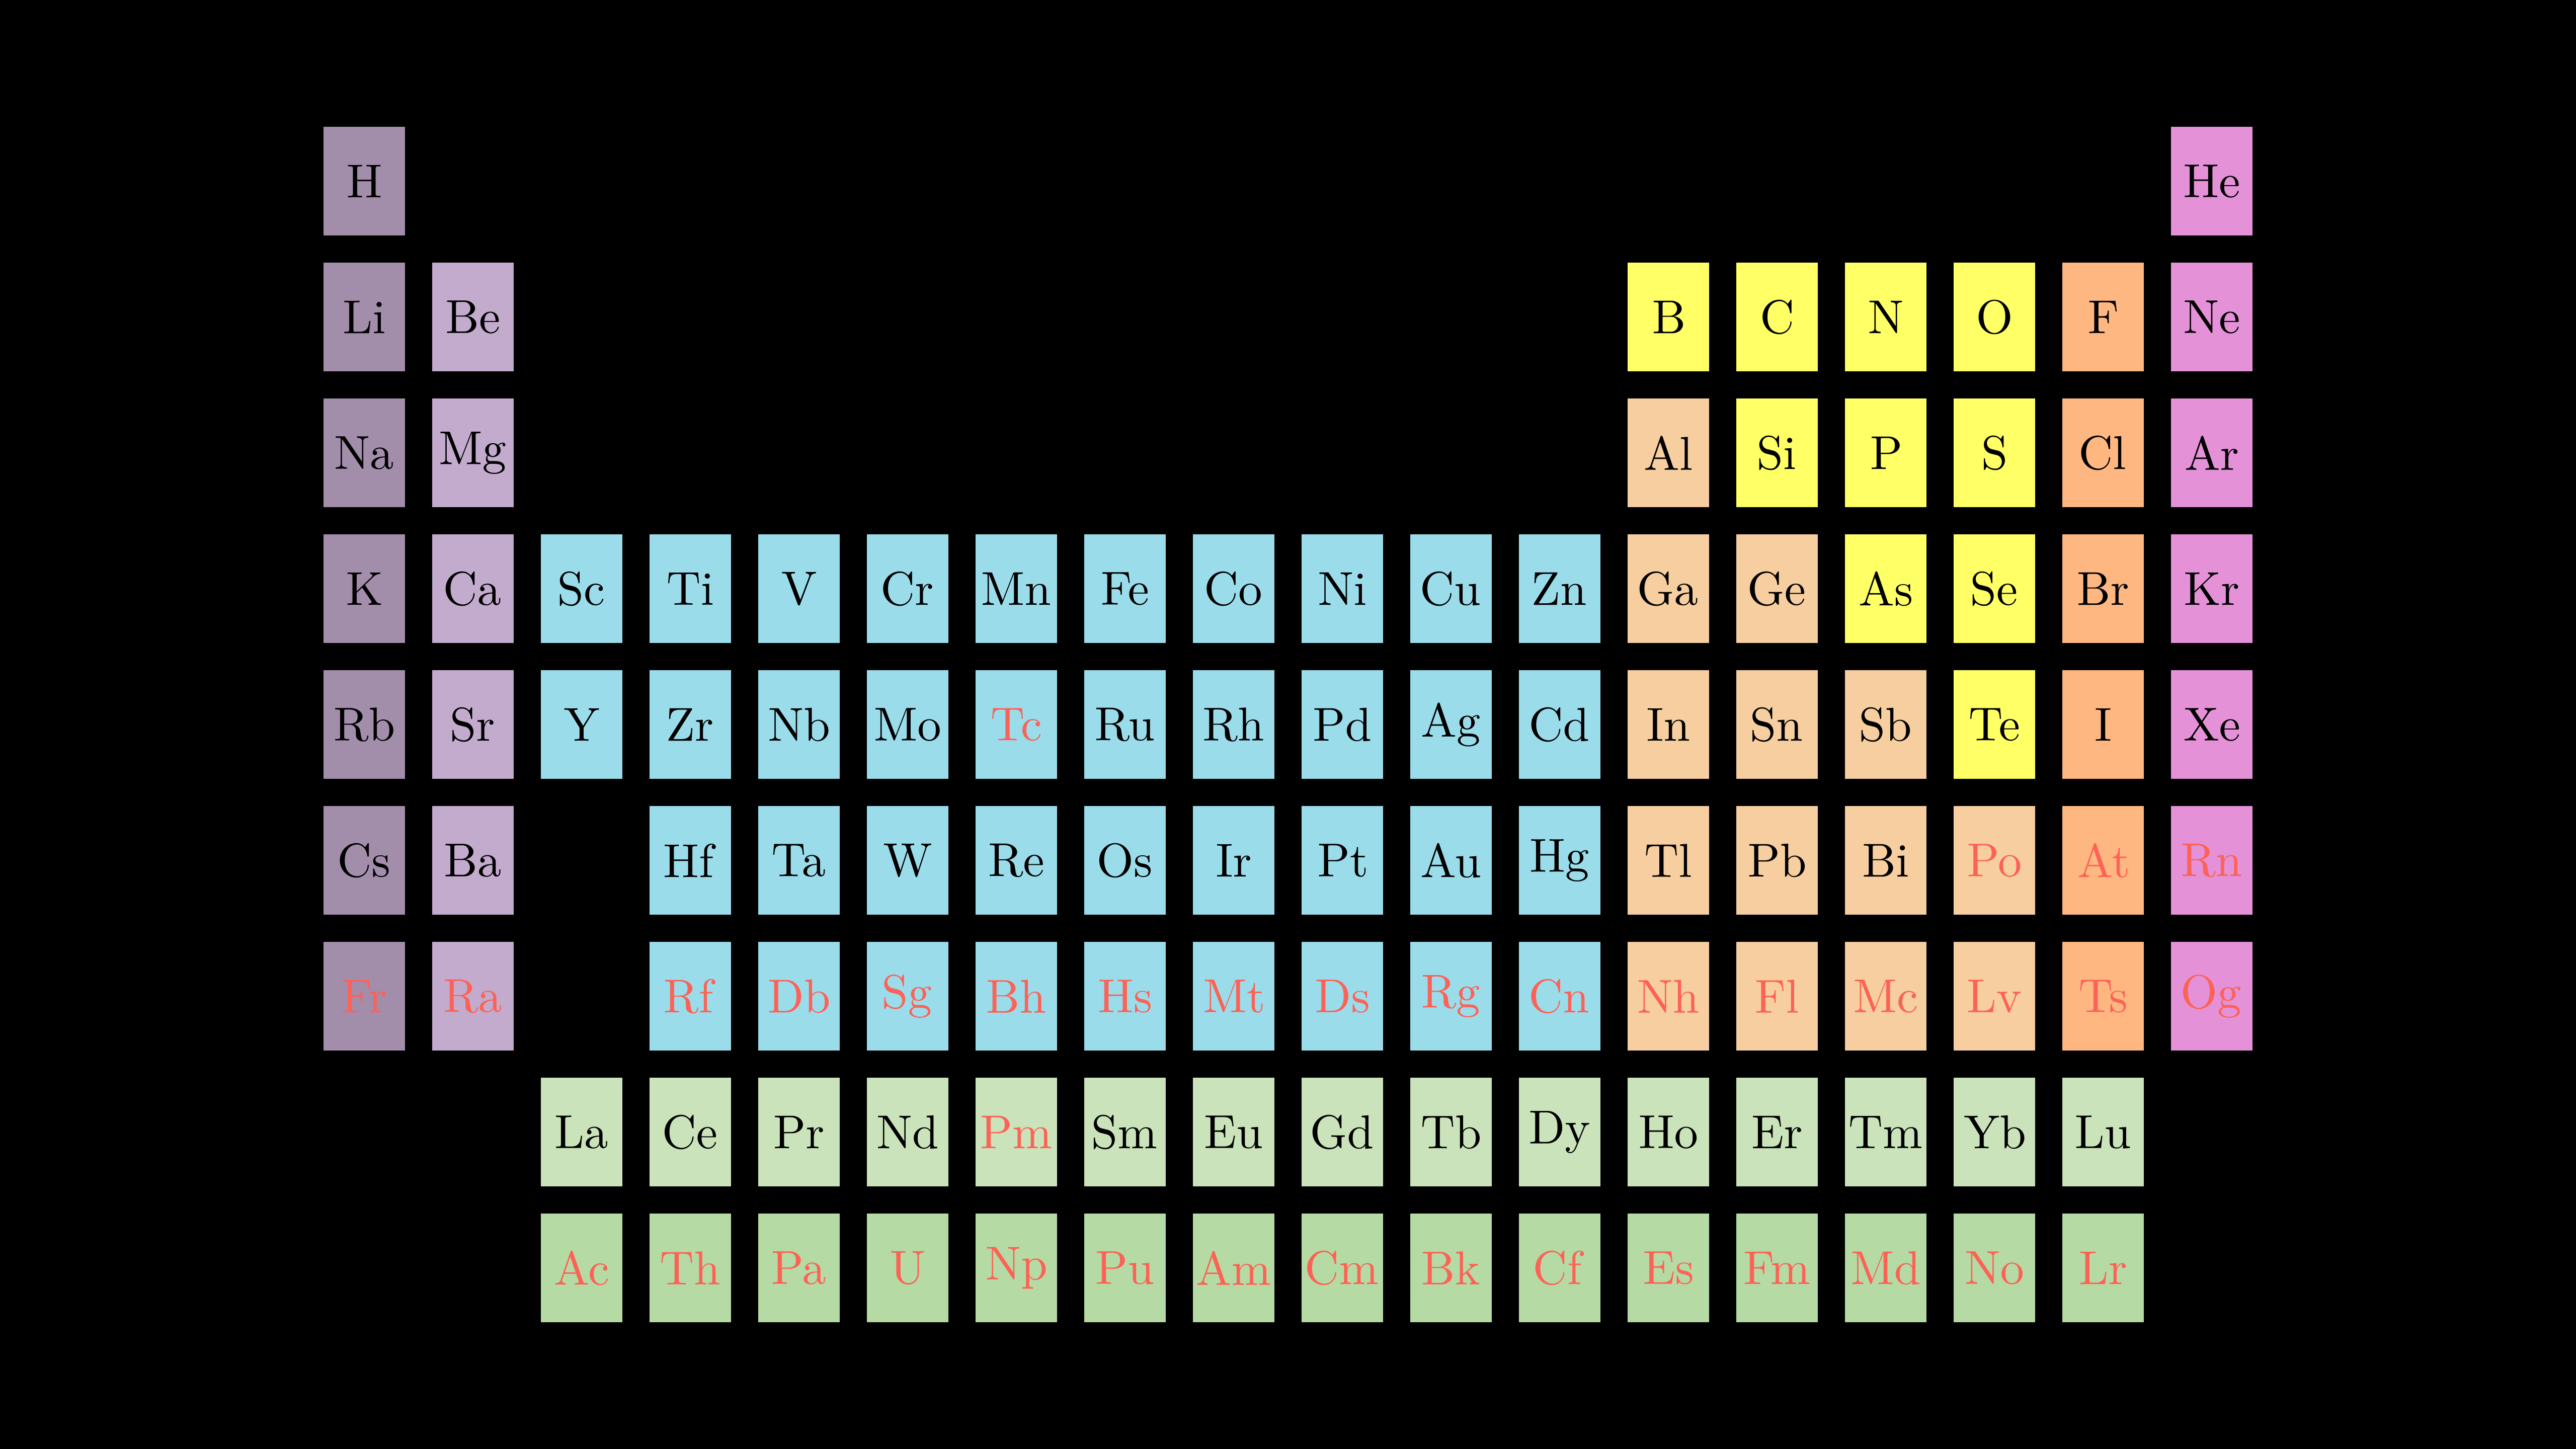 H He
Li Be B C N O F Ne
Na Mg Al Si P S Cl Ar
K Ca Sc Ti V Cr Mn Fe Co Ni Cu Zn Ga Ge As Se Br Kr
Rb Sr Y Zr Nb Mo Tc Ru Rh Pd Ag Cd In Sn Sb Te I Xe
Cs Ba Hf Ta W Re Os Ir Pt Au Hg Tl Pb Bi Po At Rn
Fr Ra Rf Db Sg Bh Hs Mt Ds Rg Cn Nh Fl Mc Lv Ts Og
La Ce Pr Nd Pm Sm Eu Gd Tb Dy Ho Er Tm Yb Lu
Ac Th Pa U Np Pu Am Cm Bk Cf Es Fm Md No Lr